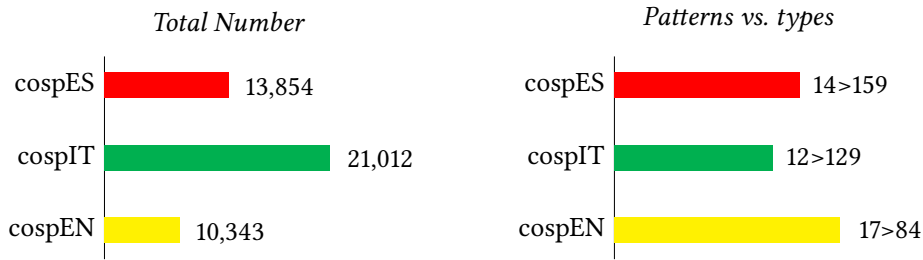 Total Number
cospES 13,854
cospIT 21,012
cospEN 10,343
Patterns vs. types
cospES 14>159
cospIT 12>129
cospEN 17>84